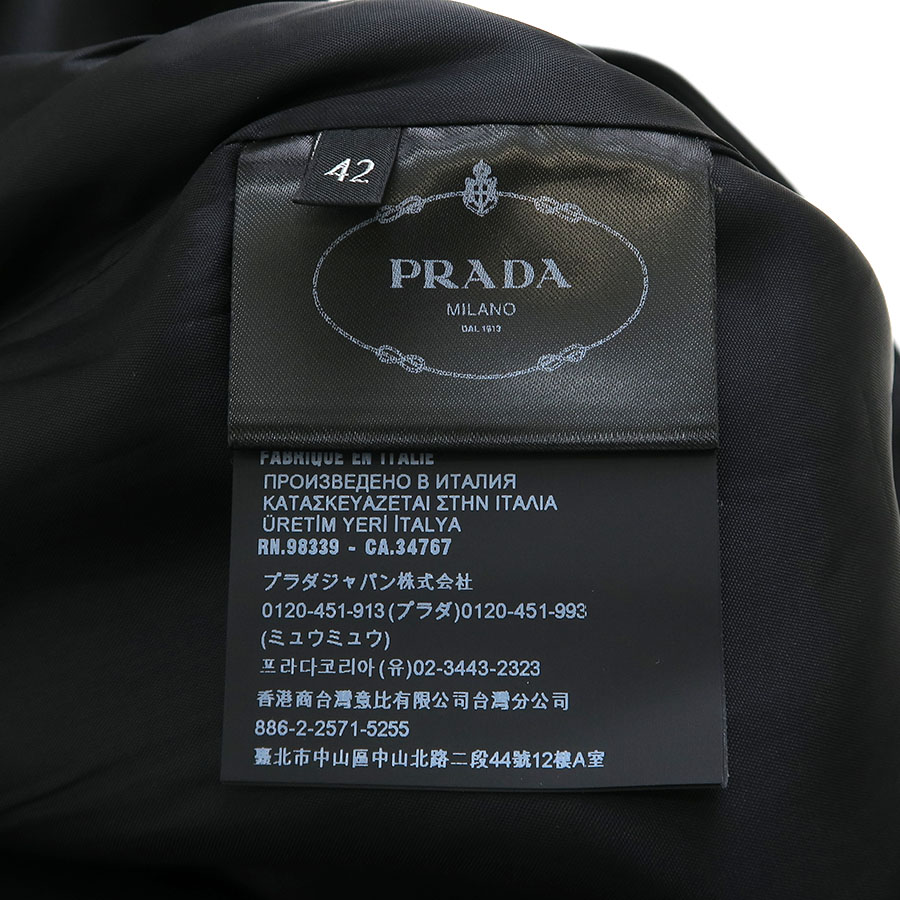 42
PRADA
MILANO
DAL 1913
FABRIQUÉ EN ITALIE
ПРОИЗВЕДЕНО В ИТАЛИЯ
ΚΑΤΑΣΚΕΥΑΖΕΤΑΙ ΣΤΗΝ ΙΤΑΛΙΑ
ÜRETİM YERİ İTALYA
RN.98339 - CA.34767
プラダジャパン株式会社
0120-451-913(プラダ)0120-451-993
(ミュウミュウ)
프라다코리아(유)02-3443-2323
香港商台灣意比有限公司台灣分公司
886-2-2571-5255
臺北市中山區中山北路二段44號12樓A室